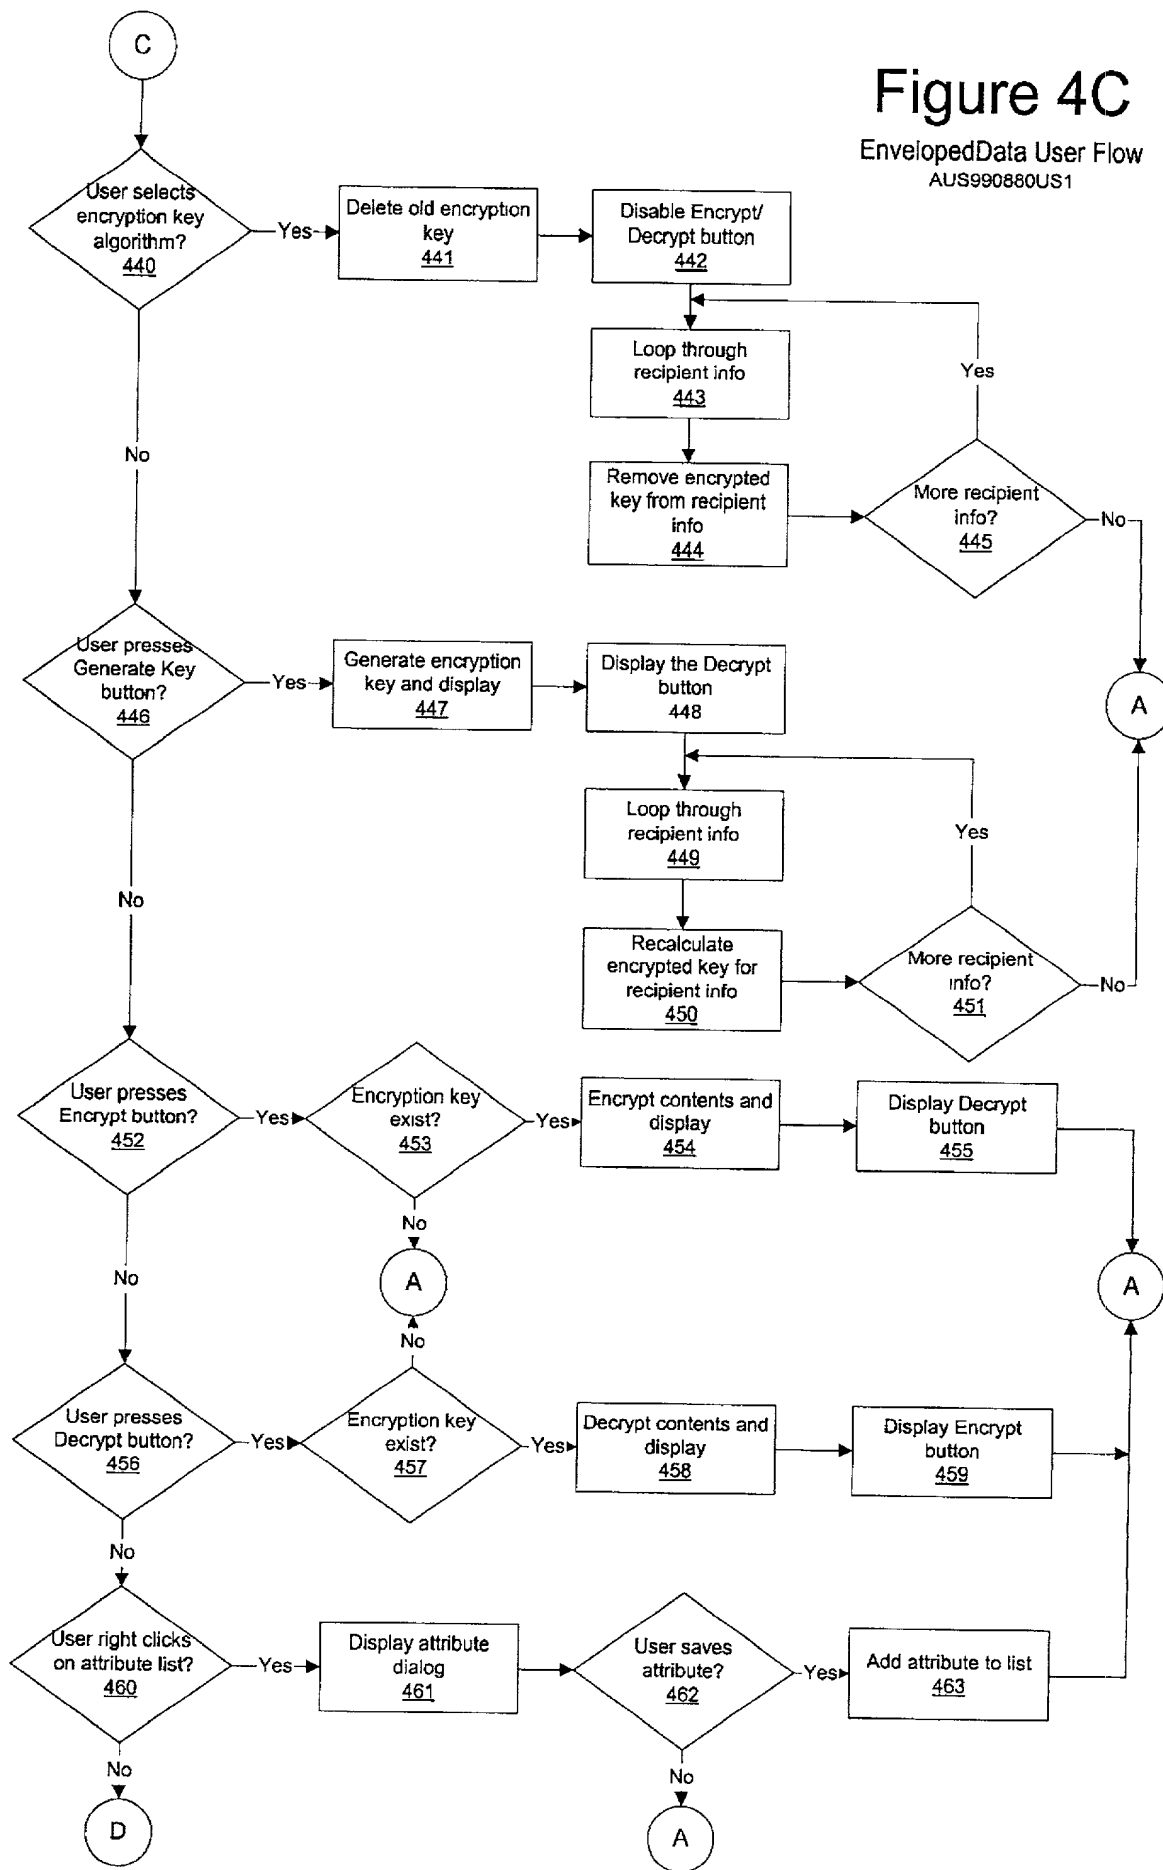 C
Figure 4C
EnvelopedData User Flow
AUS990880US1
User selects
encryption key
algorithm?
440
Yes
Delete old encryption
key
441
Disable Encrypt/
Decrypt button
442
Loop through
recipient info
443
Yes
No
Remove encrypted
key from recipient
info
444
More recipient
info?
445
No
User presses
Generate Key
button?
446
Yes
Generate encryption
key and display
447
Display the Decrypt
button
448
A
Loop through
recipient info
449
Yes
No
Recalculate
encrypted key for
recipient info
450
More recipient
info?
451
No
User presses
Encrypt button?
452
Yes
Encryption key
exist?
453
Yes
Encrypt contents and
display
454
Display Decrypt
button
455
No
A
No
A
No
User presses
Decrypt button?
456
Yes
Encryption key
exist?
457
Yes
Decrypt contents and
display
458
Display Encrypt
button
459
No
User right clicks
on attribute list?
460
Yes
Display attribute
dialog
461
User saves
attribute?
462
Yes
Add attribute to list
463
No
D
No
A